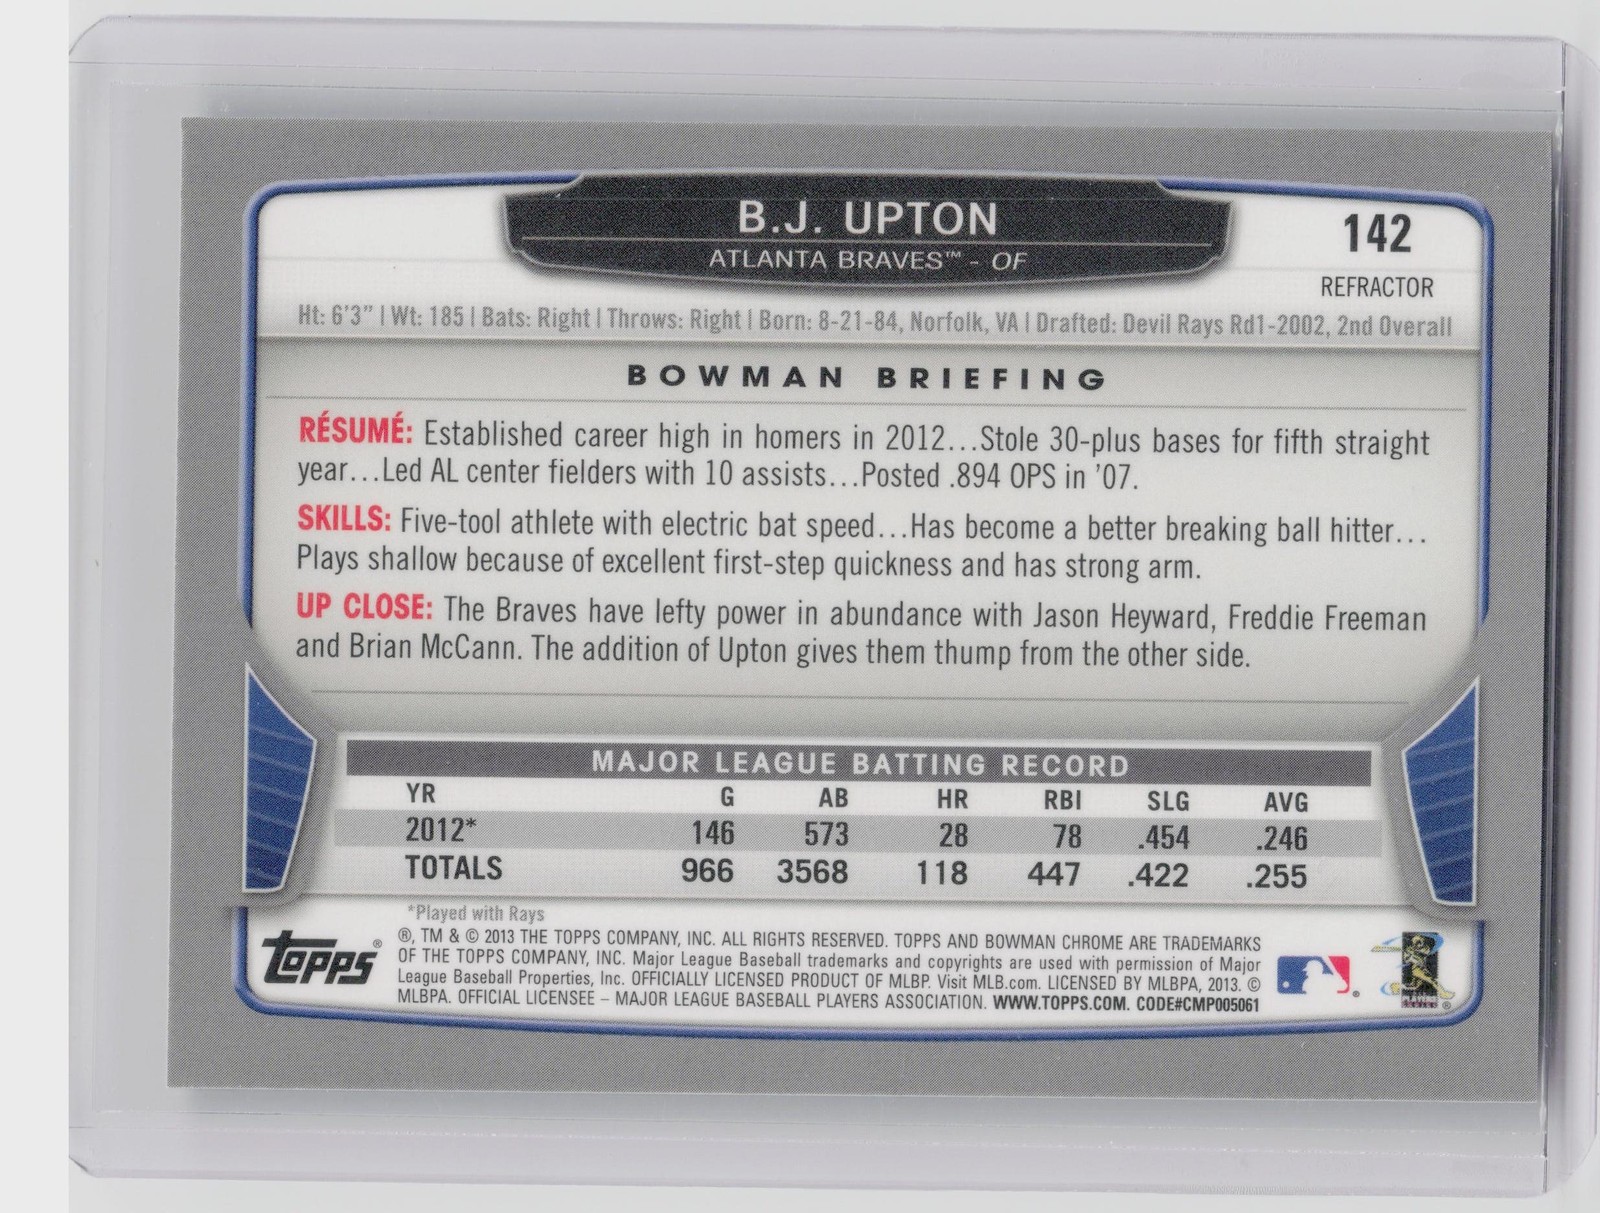 B.J. UPTON
ATLANTA BRAVES™ - OF
142
REFRACTOR
Ht: 6'3" | Wt: 185 | Bats: Right | Throws: Right | Born: 8-21-84, Norfolk, VA | Drafted: Devil Rays Rd1-2002, 2nd Overall
BOWMAN BRIEFING
RÉSUMÉ: Established career high in homers in 2012...Stole 30-plus bases for fifth straight
year...Led AL center fielders with 10 assists...Posted .894 OPS in '07.
SKILLS: Five-tool athlete with electric bat speed...Has become a better breaking ball hitter...
Plays shallow because of excellent first-step quickness and has strong arm.
UP CLOSE: The Braves have lefty power in abundance with Jason Heyward, Freddie Freeman
and Brian McCann. The addition of Upton gives them thump from the other side.
MAJOR LEAGUE BATTING RECORD
YR G AB HR RBI SLG AVG
2012* 146 573 28 78 .454 .246
TOTALS 966 3568 118 447 .422 .255
*Played with Rays
topps®
®, TM & © 2013 THE TOPPS COMPANY, INC. ALL RIGHTS RESERVED. TOPPS AND BOWMAN CHROME ARE TRADEMARKS
OF THE TOPPS COMPANY, INC. Major League Baseball trademarks and copyrights are used with permission of Major
League Baseball Properties, Inc. OFFICIALLY LICENSED PRODUCT OF MLBP. Visit MLB.com. LICENSED BY MLBPA, 2013. ©
MLBPA. OFFICIAL LICENSEE – MAJOR LEAGUE BASEBALL PLAYERS ASSOCIATION. WWW.TOPPS.COM. CODE#CMP005061